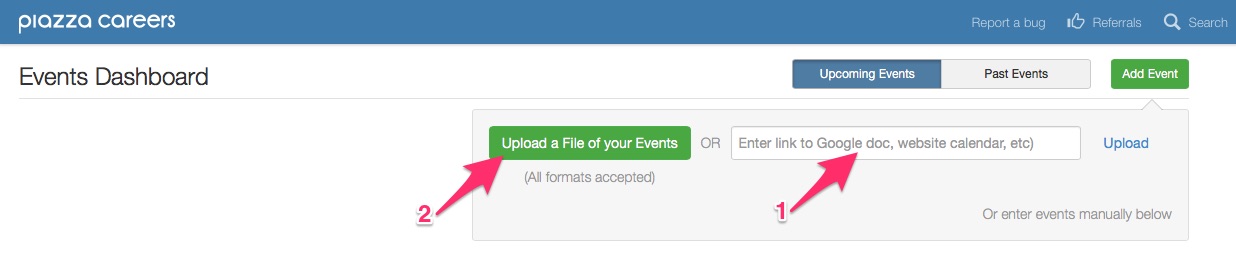 piazza careers
Report a bug Referrals Search
Events Dashboard
Upcoming Events Past Events Add Event
Upload a File of your Events OR Enter link to Google doc, website calendar, etc) Upload
(All formats accepted)
2 1
Or enter events manually below